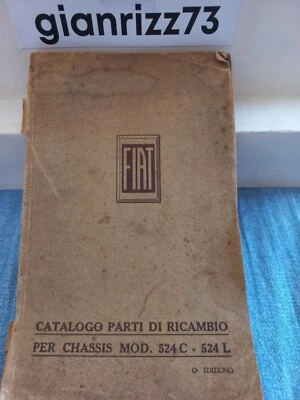 gianrizz73
FIAT
CATALOGO PARTI DI RICAMBIO
PER CHASSIS MOD. 524 C - 524 L
(2ª EDIZIONE)